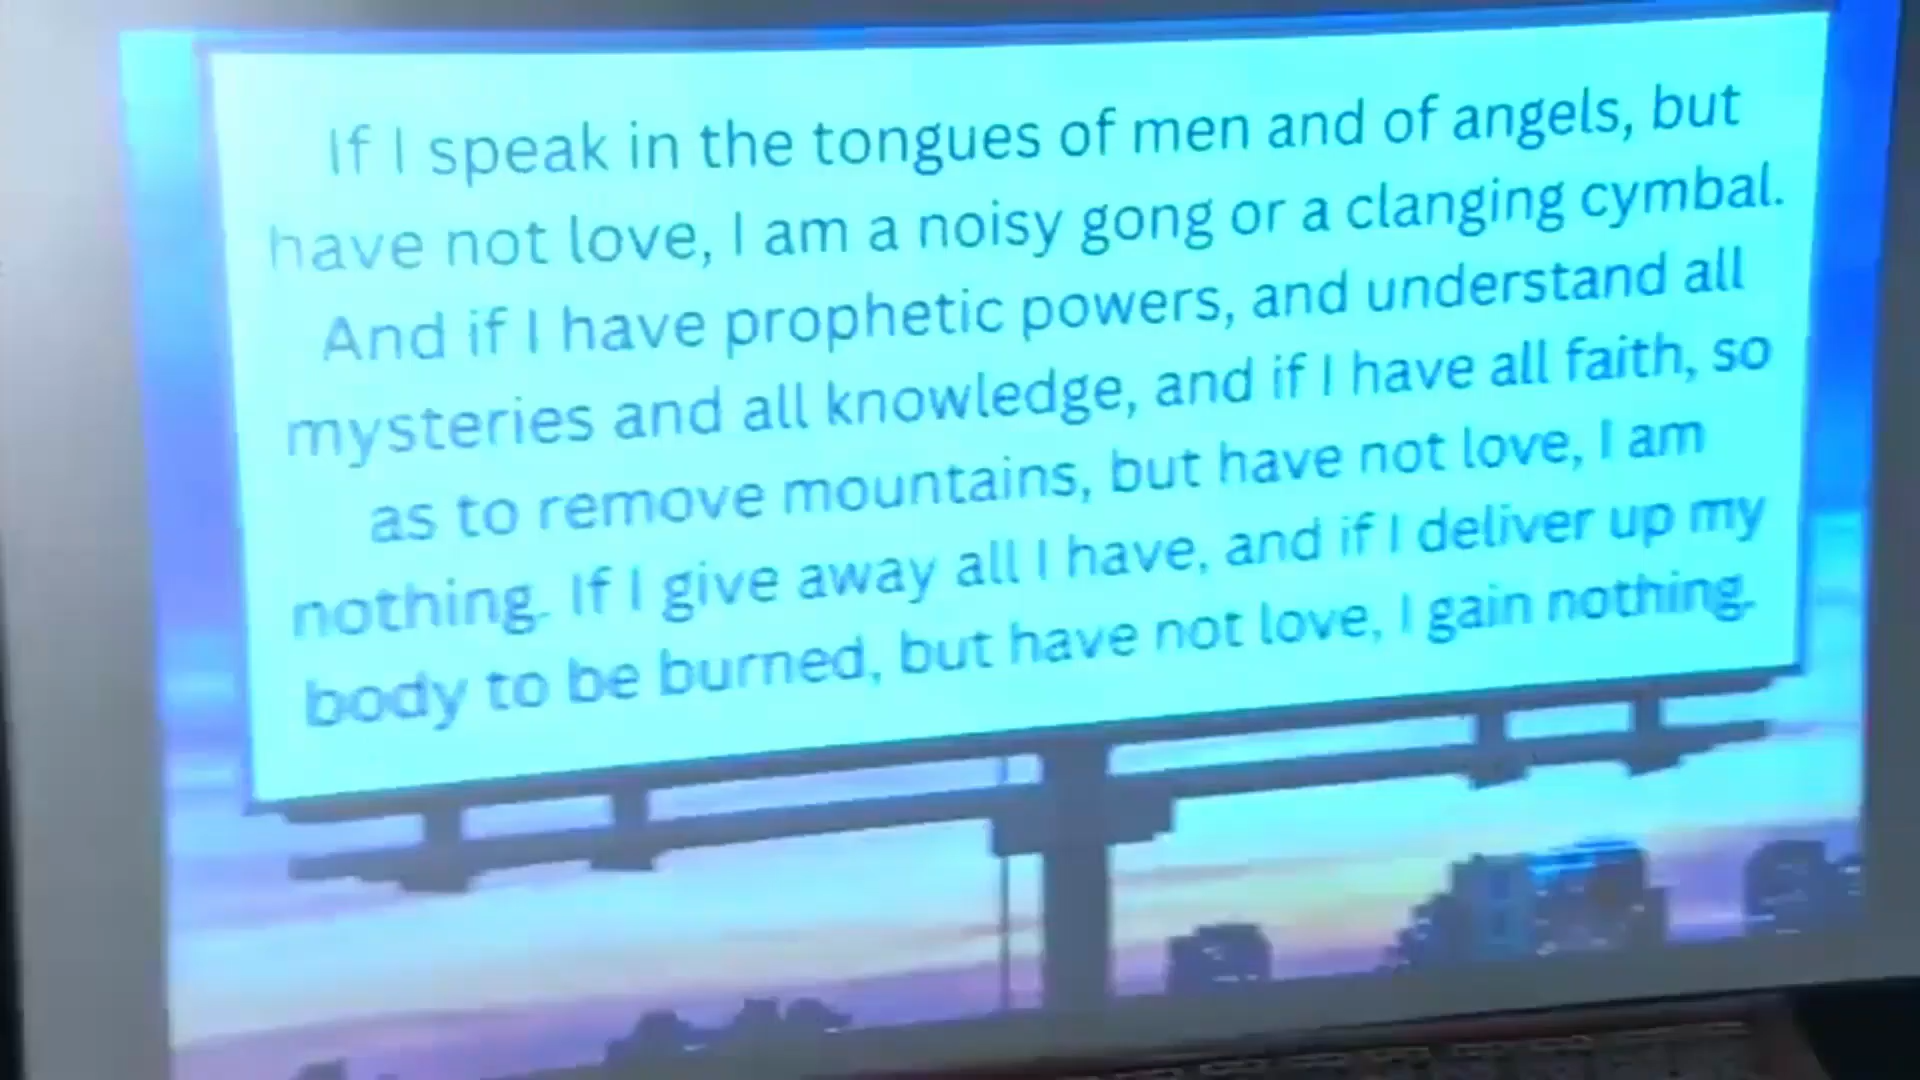 If I speak in the tongues of men and of angels, but
have not love, I am a noisy gong or a clanging cymbal.
And if I have prophetic powers, and understand all
mysteries and all knowledge, and if I have all faith, so
as to remove mountains, but have not love, I am
nothing. If I give away all I have, and if I deliver up my
body to be burned, but have not love, I gain nothing.